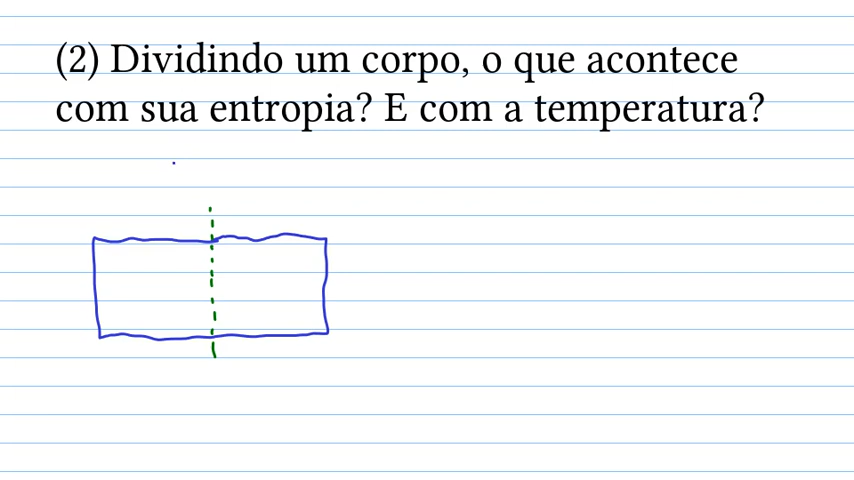 (2) Dividindo um corpo, o que acontece
com sua entropia? E com a temperatura?